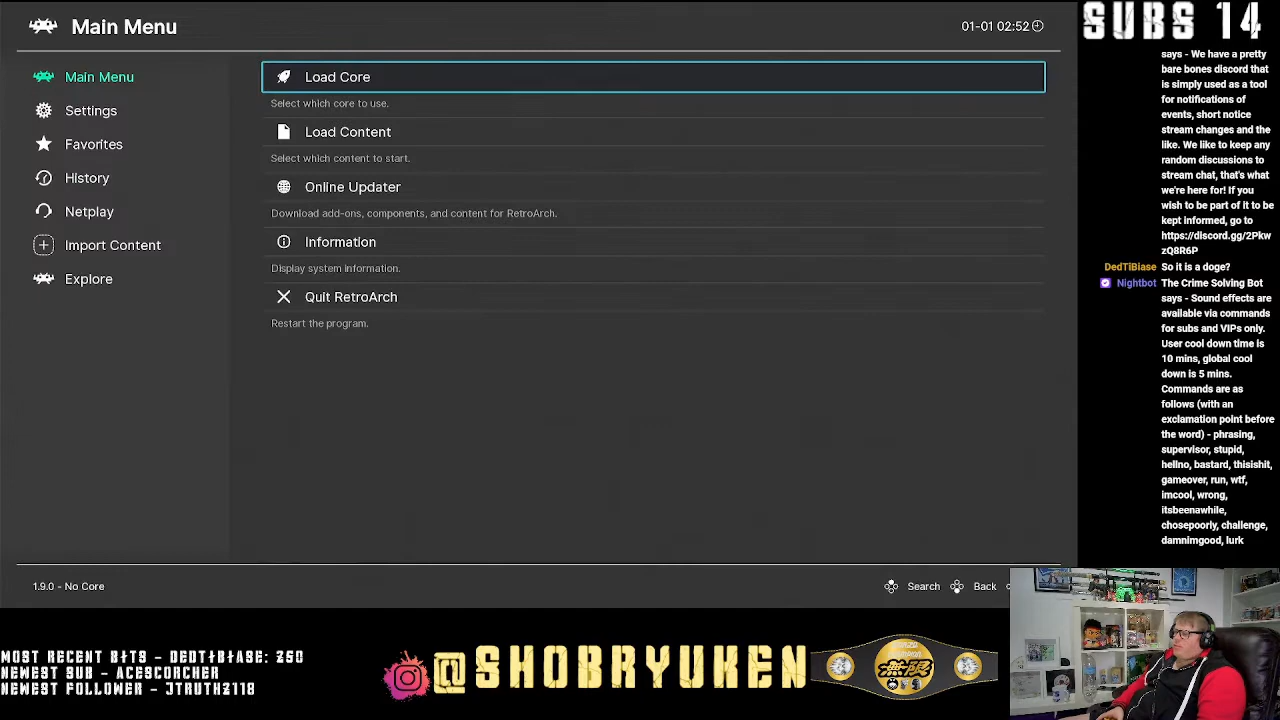 Main Menu
01-01 02:52
Main Menu
Settings
Favorites
History
Netplay
Import Content
Explore
Load Core
Select which core to use.
Load Content
Select which content to start.
Online Updater
Download add-ons, components, and content for RetroArch.
Information
Display system information.
Quit RetroArch
Restart the program.
1.9.0 - No Core
Search
Back
SUBS 14
says - We have a pretty
bare bones discord that
is simply used as a tool
for notifications of
events, short notice
stream changes and the
like. We like to keep any
random discussions to
stream chat, that's what
we're here for! If you
wish to be part of it to be
kept informed, go to
https://discord.gg/2Pkw
zQ8R6P
DedTiBiase So it is a doge?
Nightbot The Crime Solving Bot
says - Sound effects are
available via commands
for subs and VIPs only.
User cool down time is
10 mins, global cool
down is 5 mins.
Commands are as
follows (with an
exclamation point before
the word) - phrasing,
supervisor, stupid,
hellno, bastard, thisishit,
gameover, run, wtf,
imcool, wrong,
itsbeenawhile,
chosepoorly, challenge,
damnimgood, lurk
MOST RECENT BITS - DEDTIBIASE: 250
NEWEST SUB - ACESCORCHER
NEWEST FOLLOWER - JTRUTH2118
@SHOBRYUKEN